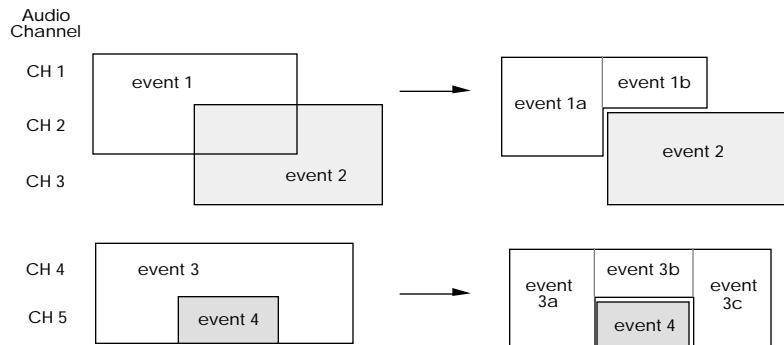 Audio
Channel
CH 1
event 1
event 1a
event 1b
CH 2
event 2
event 2
CH 3
CH 4
event 3
event
3a
event 3b
event
3c
CH 5
event 4
event 4